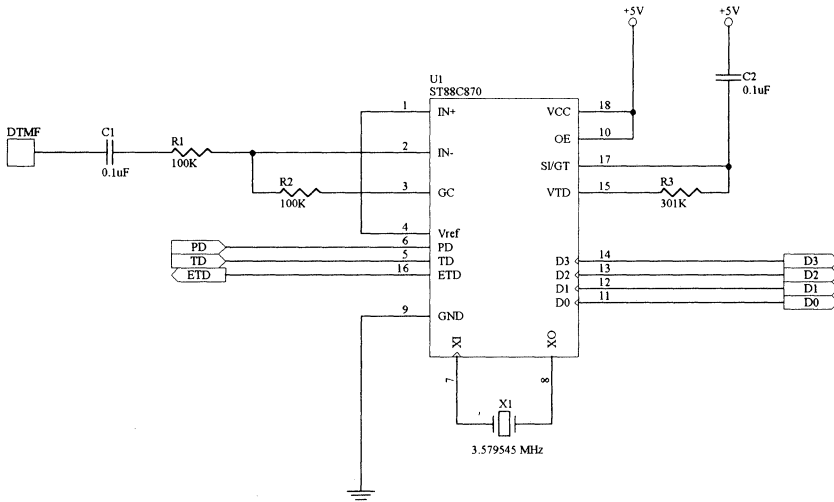 +5V
+5V
C2
0.1uF
U1
ST88C870
DTMF
C1
0.1uF
R1
100K
R2
100K
1 IN+
2 IN-
3 GC
4 Vref
6 PD
5 TD
16 ETD
9 GND
VCC 18
OE 10
SI/GT 17
VTD 15
R3
301K
D3 14
D2 13
D1 12
D0 11
PD
TD
ETD
D3
D2
D1
D0
XI
XO
7
8
X1
3.579545 MHz